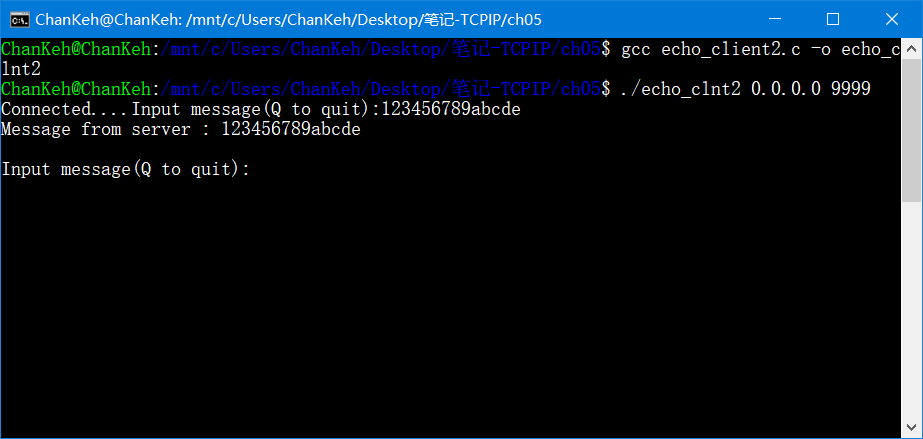 ChanKeh@ChanKeh: /mnt/c/Users/ChanKeh/Desktop/笔记-TCPIP/ch05
ChanKeh@ChanKeh:/mnt/c/Users/ChanKeh/Desktop/笔记-TCPIP/ch05$ gcc echo_client2.c -o echo_c
lnt2
ChanKeh@ChanKeh:/mnt/c/Users/ChanKeh/Desktop/笔记-TCPIP/ch05$ ./echo_clnt2 0.0.0.0 9999
Connected....Input message(Q to quit):123456789abcde
Message from server : 123456789abcde
Input message(Q to quit):